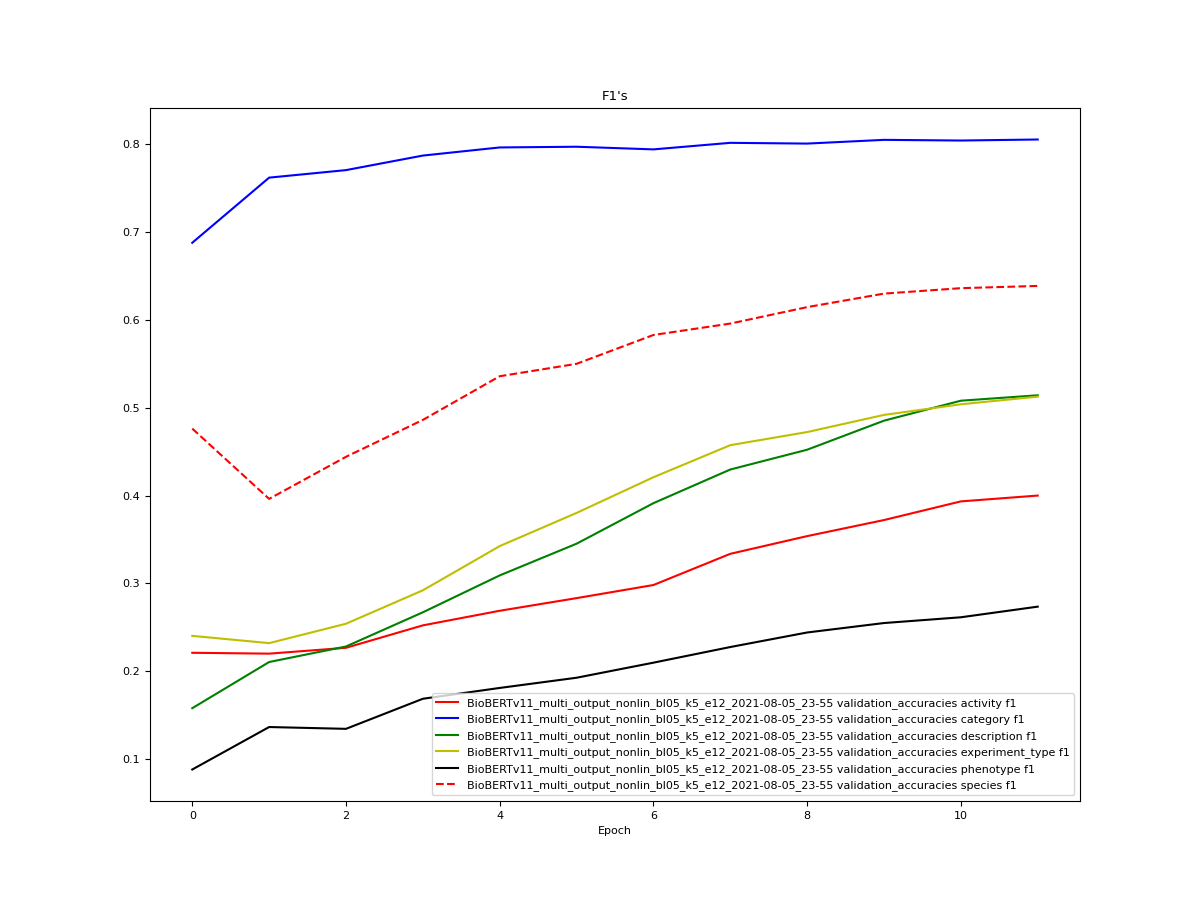 F1's
0.8
0.7
0.6
0.5
0.4
0.3
0.2
0.1
BioBERTv11_multi_output_nonlin_bl05_k5_e12_2021-08-05_23-55 validation_accuracies activity f1
BioBERTv11_multi_output_nonlin_bl05_k5_e12_2021-08-05_23-55 validation_accuracies category f1
BioBERTv11_multi_output_nonlin_bl05_k5_e12_2021-08-05_23-55 validation_accuracies description f1
BioBERTv11_multi_output_nonlin_bl05_k5_e12_2021-08-05_23-55 validation_accuracies experiment_type f1
BioBERTv11_multi_output_nonlin_bl05_k5_e12_2021-08-05_23-55 validation_accuracies phenotype f1
BioBERTv11_multi_output_nonlin_bl05_k5_e12_2021-08-05_23-55 validation_accuracies species f1
0 2 4 6 8 10
Epoch